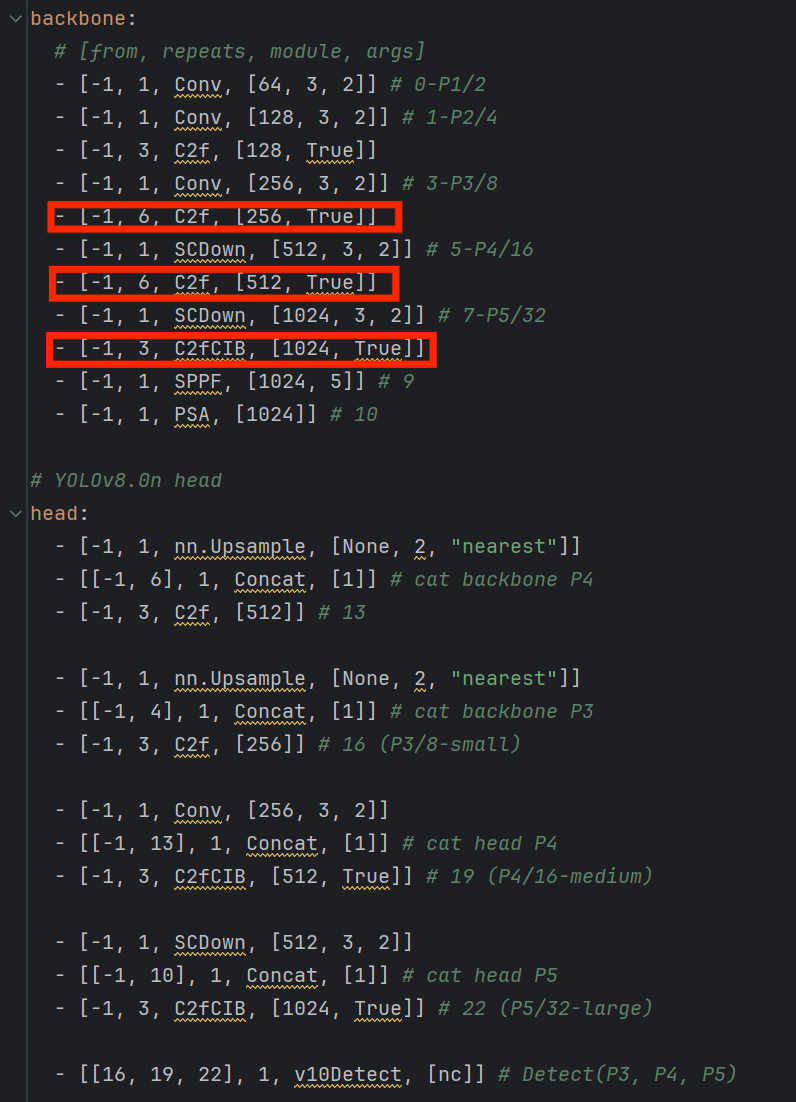 backbone:
# [from, repeats, module, args]
- [-1, 1, Conv, [64, 3, 2]] # 0-P1/2
- [-1, 1, Conv, [128, 3, 2]] # 1-P2/4
- [-1, 3, C2f, [128, True]]
- [-1, 1, Conv, [256, 3, 2]] # 3-P3/8
- [-1, 6, C2f, [256, True]]
- [-1, 1, SCDown, [512, 3, 2]] # 5-P4/16
- [-1, 6, C2f, [512, True]]
- [-1, 1, SCDown, [1024, 3, 2]] # 7-P5/32
- [-1, 3, C2fCIB, [1024, True]]
- [-1, 1, SPPF, [1024, 5]] # 9
- [-1, 1, PSA, [1024]] # 10
# YOLOv8.0n head
head:
- [-1, 1, nn.Upsample, [None, 2, "nearest"]]
- [[-1, 6], 1, Concat, [1]] # cat backbone P4
- [-1, 3, C2f, [512]] # 13
- [-1, 1, nn.Upsample, [None, 2, "nearest"]]
- [[-1, 4], 1, Concat, [1]] # cat backbone P3
- [-1, 3, C2f, [256]] # 16 (P3/8-small)
- [-1, 1, Conv, [256, 3, 2]]
- [[-1, 13], 1, Concat, [1]] # cat head P4
- [-1, 3, C2fCIB, [512, True]] # 19 (P4/16-medium)
- [-1, 1, SCDown, [512, 3, 2]]
- [[-1, 10], 1, Concat, [1]] # cat head P5
- [-1, 3, C2fCIB, [1024, True]] # 22 (P5/32-large)
- [[16, 19, 22], 1, v10Detect, [nc]] # Detect(P3, P4, P5)